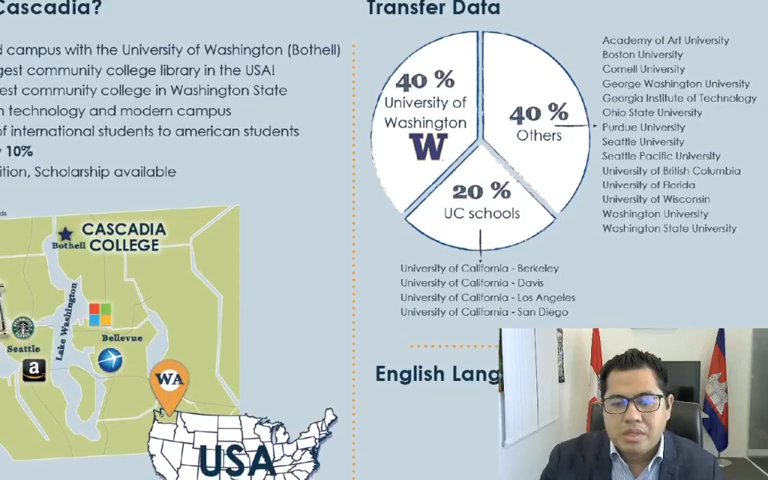 Cascadia?
d campus with the University of Washington (Bothell)
gest community college library in the USA!
est community college in Washington State
n technology and modern campus
of international students to american students
10%
ition, Scholarship available
CASCADIA
Bothell COLLEGE
Lake Washington
Bellevue
Seattle
a
WA
USA
Transfer Data
40 %
University of
Washington
W
40 %
Others
20 %
UC schools
Academy of Art University
Boston University
Cornell University
George Washington University
Georgia Institute of Technology
Ohio State University
Purdue University
Seattle University
Seattle Pacific University
University of British Columbia
University of Florida
University of Wisconsin
Washington University
Washington State University
University of California - Berkeley
University of California - Davis
University of California - Los Angeles
University of California - San Diego
English Lang